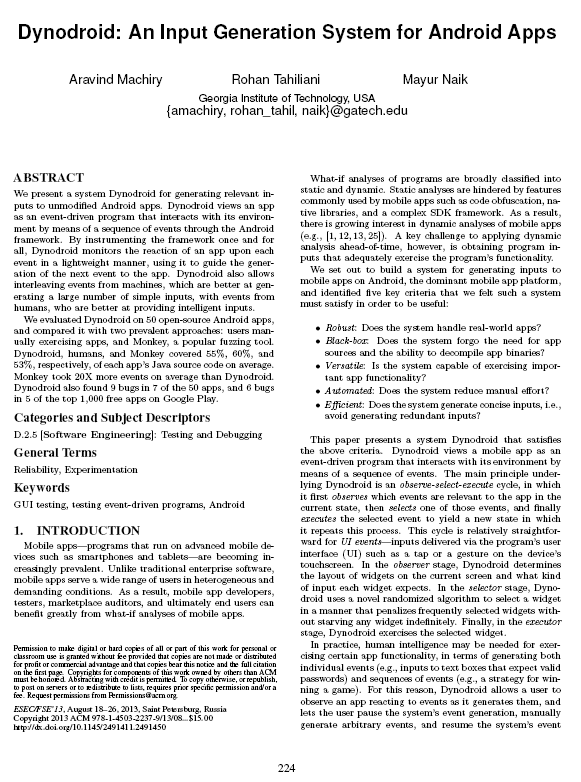 Dynodroid: An Input Generation System for Android Apps
Aravind Machiry Rohan Tahiliani Mayur Naik
Georgia Institute of Technology, USA
{amachiry, rohan_tahil, naik}@gatech.edu
ABSTRACT
We present a system Dynodroid for generating relevant in-
puts to unmodified Android apps. Dynodroid views an app
as an event-driven program that interacts with its environ-
ment by means of a sequence of events through the Android
framework. By instrumenting the framework once and for
all, Dynodroid monitors the reaction of an app upon each
event in a lightweight manner, using it to guide the gener-
ation of the next event to the app. Dynodroid also allows
interleaving events from machines, which are better at gen-
erating a large number of simple inputs, with events from
humans, who are better at providing intelligent inputs.
We evaluated Dynodroid on 50 open-source Android apps,
and compared it with two prevalent approaches: users man-
ually exercising apps, and Monkey, a popular fuzzing tool.
Dynodroid, humans, and Monkey covered 55%, 60%, and
53%, respectively, of each app's Java source code on average.
Monkey took 20X more events on average than Dynodroid.
Dynodroid also found 9 bugs in 7 of the 50 apps, and 6 bugs
in 5 of the top 1,000 free apps on Google Play.
Categories and Subject Descriptors
D.2.5 [Software Engineering]: Testing and Debugging
General Terms
Reliability, Experimentation
Keywords
GUI testing, testing event-driven programs, Android
1. INTRODUCTION
Mobile apps—programs that run on advanced mobile de-
vices such as smartphones and tablets—are becoming in-
creasingly prevalent. Unlike traditional enterprise software,
mobile apps serve a wide range of users in heterogeneous and
demanding conditions. As a result, mobile app developers,
testers, marketplace auditors, and ultimately end users can
benefit greatly from what-if analyses of mobile apps.
Permission to make digital or hard copies of all or part of this work for personal or
classroom use is granted without fee provided that copies are not made or distributed
for profit or commercial advantage and that copies bear this notice and the full citation
on the first page. Copyrights for components of this work owned by others than ACM
must be honored. Abstracting with credit is permitted. To copy otherwise, or republish,
to post on servers or to redistribute to lists, requires prior specific permission and/or a
fee. Request permissions from Permissions@acm.org.
ESEC/FSE'13, August 18–26, 2013, Saint Petersburg, Russia
Copyright 2013 ACM 978-1-4503-2237-9/13/08...$15.00
http://dx.doi.org/10.1145/2491411.2491450
What-if analyses of programs are broadly classified into
static and dynamic. Static analyses are hindered by features
commonly used by mobile apps such as code obfuscation, na-
tive libraries, and a complex SDK framework. As a result,
there is growing interest in dynamic analyses of mobile apps
(e.g., [1, 12, 13, 25]). A key challenge to applying dynamic
analysis ahead-of-time, however, is obtaining program in-
puts that adequately exercise the program's functionality.
We set out to build a system for generating inputs to
mobile apps on Android, the dominant mobile app platform,
and identified five key criteria that we felt such a system
must satisfy in order to be useful:
• Robust: Does the system handle real-world apps?
• Black-box: Does the system forgo the need for app
sources and the ability to decompile app binaries?
• Versatile: Is the system capable of exercising impor-
tant app functionality?
• Automated: Does the system reduce manual effort?
• Efficient: Does the system generate concise inputs, i.e.,
avoid generating redundant inputs?
This paper presents a system Dynodroid that satisfies
the above criteria. Dynodroid views a mobile app as an
event-driven program that interacts with its environment by
means of a sequence of events. The main principle under-
lying Dynodroid is an observe-select-execute cycle, in which
it first observes which events are relevant to the app in the
current state, then selects one of those events, and finally
executes the selected event to yield a new state in which
it repeats this process. This cycle is relatively straightfor-
ward for UI events—inputs delivered via the program's user
interface (UI) such as a tap or a gesture on the device's
touchscreen. In the observer stage, Dynodroid determines
the layout of widgets on the current screen and what kind
of input each widget expects. In the selector stage, Dyno-
droid uses a novel randomized algorithm to select a widget
in a manner that penalizes frequently selected widgets with-
out starving any widget indefinitely. Finally, in the executor
stage, Dynodroid exercises the selected widget.
In practice, human intelligence may be needed for exer-
cising certain app functionality, in terms of generating both
individual events (e.g., inputs to text boxes that expect valid
passwords) and sequences of events (e.g., a strategy for win-
ning a game). For this reason, Dynodroid allows a user to
observe an app reacting to events as it generates them, and
lets the user pause the system's event generation, manually
generate arbitrary events, and resume the system's event
224